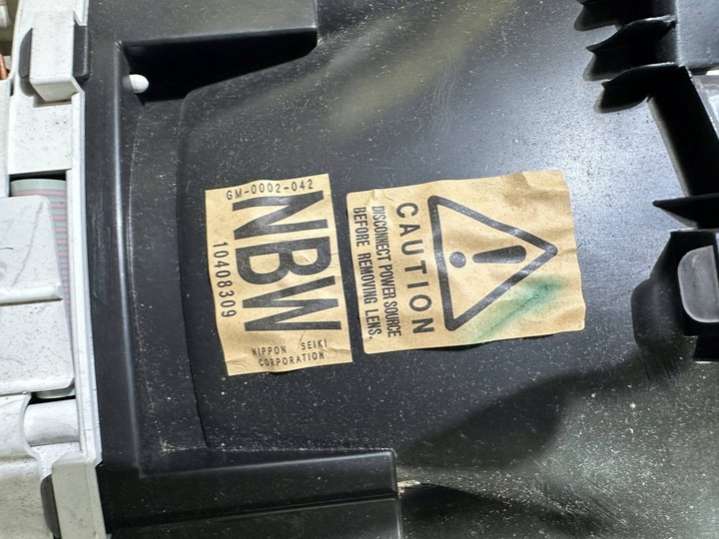 GM-0002-042
NBW
10408309
NIPPON SEIKI
CORPORATION
CAUTION
DISCONNECT POWER SOURCE
BEFORE REMOVING LENS.